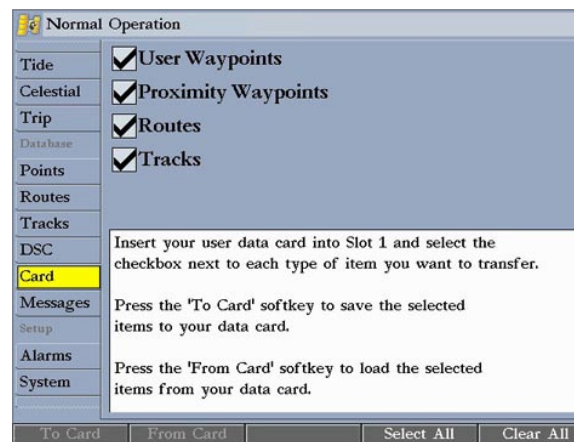 Normal Operation
Tide
Celestial
Trip
Database
Points
Routes
Tracks
DSC
Card
Messages
Setup
Alarms
System
User Waypoints
Proximity Waypoints
Routes
Tracks
Insert your user data card into Slot 1 and select the
checkbox next to each type of item you want to transfer.
Press the 'To Card' softkey to save the selected
items to your data card.
Press the 'From Card' softkey to load the selected
items from your data card.
To Card
From Card
Select All
Clear All